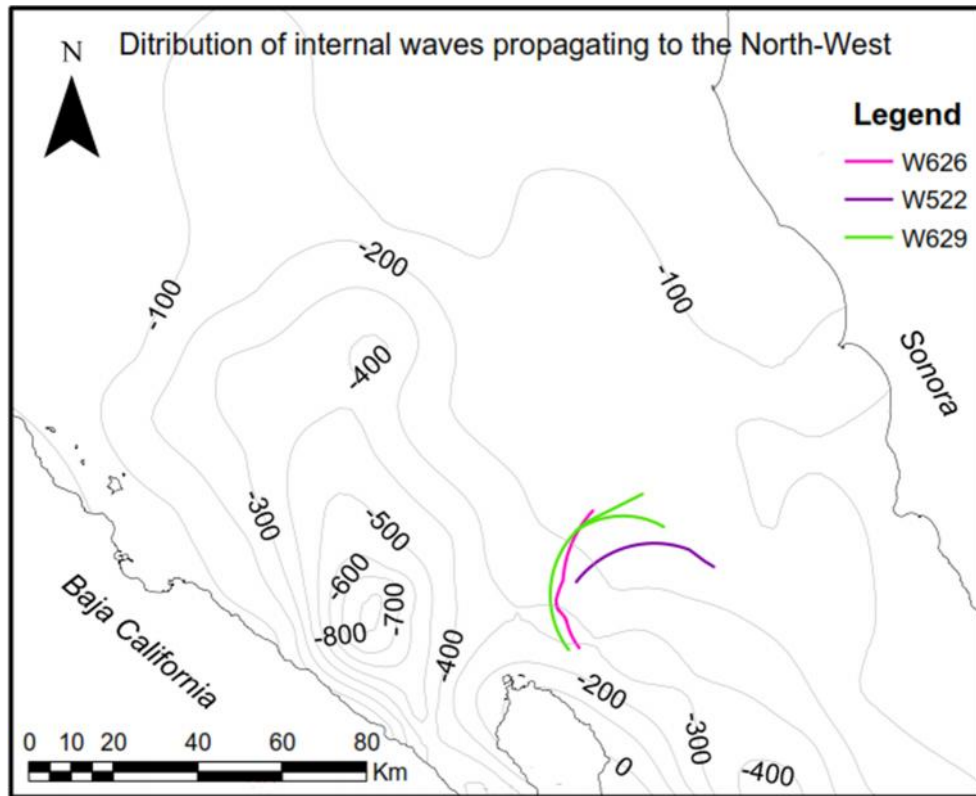 Ditribution of internal waves propagating to the North-West
N
Legend
W626
W522
W629
-200
-100
-100
-400
Sonora
-300
-500
-600
-700
-800
-400
Baja California
-200
-300
-400
0
0 10 20 40 60 80
Km